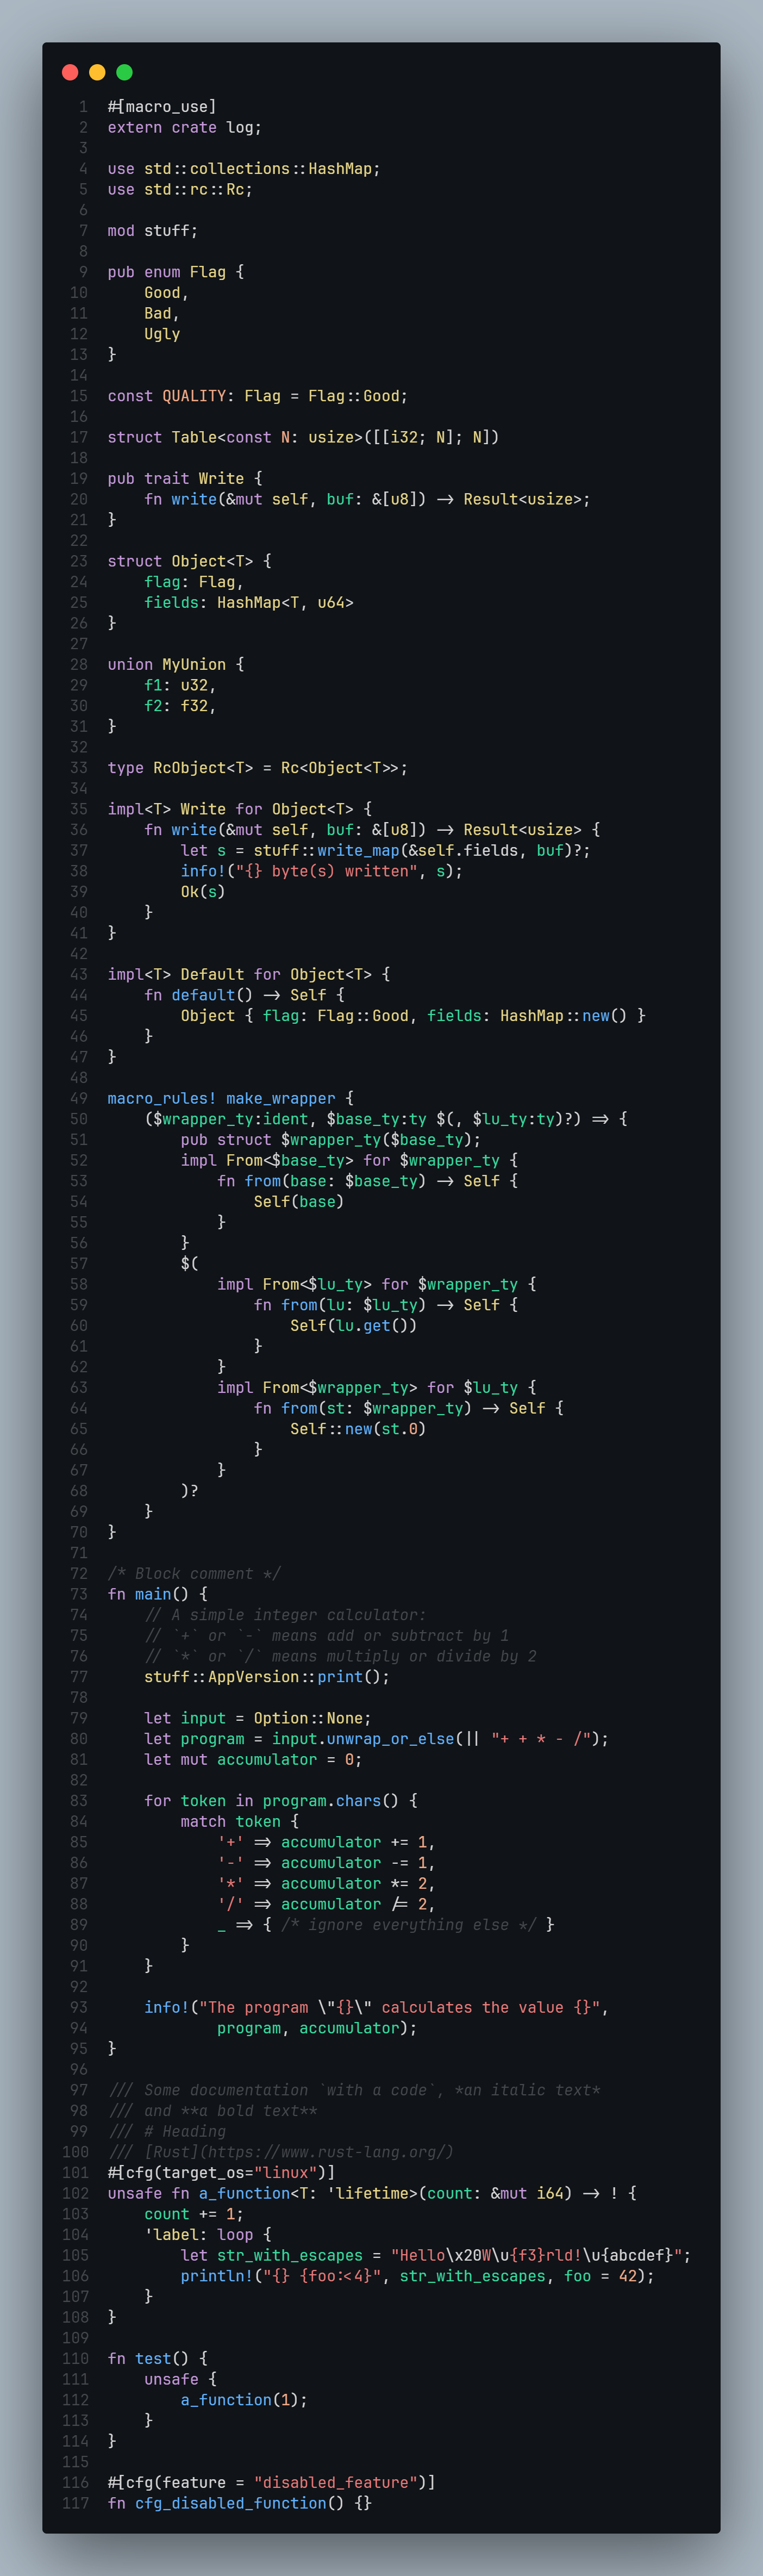 1 #[macro_use]
2 extern crate log;
3
4 use std::collections::HashMap;
5 use std::rc::Rc;
6
7 mod stuff;
8
9 pub enum Flag {
10     Good,
11     Bad,
12     Ugly
13 }
14
15 const QUALITY: Flag = Flag::Good;
16
17 struct Table<const N: usize>([[i32; N]; N])
18
19 pub trait Write {
20     fn write(&mut self, buf: &[u8]) -> Result<usize>;
21 }
22
23 struct Object<T> {
24     flag: Flag,
25     fields: HashMap<T, u64>
26 }
27
28 union MyUnion {
29     f1: u32,
30     f2: f32,
31 }
32
33 type RcObject<T> = Rc<Object<T>>;
34
35 impl<T> Write for Object<T> {
36     fn write(&mut self, buf: &[u8]) -> Result<usize> {
37         let s = stuff::write_map(&self.fields, buf)?;
38         info!("{} byte(s) written", s);
39         Ok(s)
40     }
41 }
42
43 impl<T> Default for Object<T> {
44     fn default() -> Self {
45         Object { flag: Flag::Good, fields: HashMap::new() }
46     }
47 }
48
49 macro_rules! make_wrapper {
50     ($wrapper_ty:ident, $base_ty:ty $(, $lu_ty:ty)?) => {
51         pub struct $wrapper_ty($base_ty);
52         impl From<$base_ty> for $wrapper_ty {
53             fn from(base: $base_ty) -> Self {
54                 Self(base)
55             }
56         }
57         $(
58             impl From<$lu_ty> for $wrapper_ty {
59                 fn from(lu: $lu_ty) -> Self {
60                     Self(lu.get())
61                 }
62             }
63             impl From<$wrapper_ty> for $lu_ty {
64                 fn from(st: $wrapper_ty) -> Self {
65                     Self::new(st.0)
66                 }
67             }
68         )?
69     }
70 }
71
72 /* Block comment */
73 fn main() {
74     // A simple integer calculator:
75     // `+` or `-` means add or subtract by 1
76     // `*` or `/` means multiply or divide by 2
77     stuff::AppVersion::print();
78
79     let input = Option::None;
80     let program = input.unwrap_or_else(|| "+ + * - /");
81     let mut accumulator = 0;
82
83     for token in program.chars() {
84         match token {
85             '+' => accumulator += 1,
86             '-' => accumulator -= 1,
87             '*' => accumulator *= 2,
88             '/' => accumulator /= 2,
89             _ => { /* ignore everything else */ }
90         }
91     }
92
93     info!("The program \"{}\" calculates the value {}",
94             program, accumulator);
95 }
96
97 /// Some documentation `with a code`, *an italic text*
98 /// and **a bold text**
99 /// # Heading
100 /// [Rust](https://www.rust-lang.org/)
101 #[cfg(target_os="linux")]
102 unsafe fn a_function<T: 'lifetime>(count: &mut i64) -> ! {
103     count += 1;
104     'label: loop {
105         let str_with_escapes = "Hello\x20W\u{f3}rld!\u{abcdef}";
106         println!("{} {foo:<4}", str_with_escapes, foo = 42);
107     }
108 }
109
110 fn test() {
111     unsafe {
112         a_function(1);
113     }
114 }
115
116 #[cfg(feature = "disabled_feature")]
117 fn cfg_disabled_function() {}